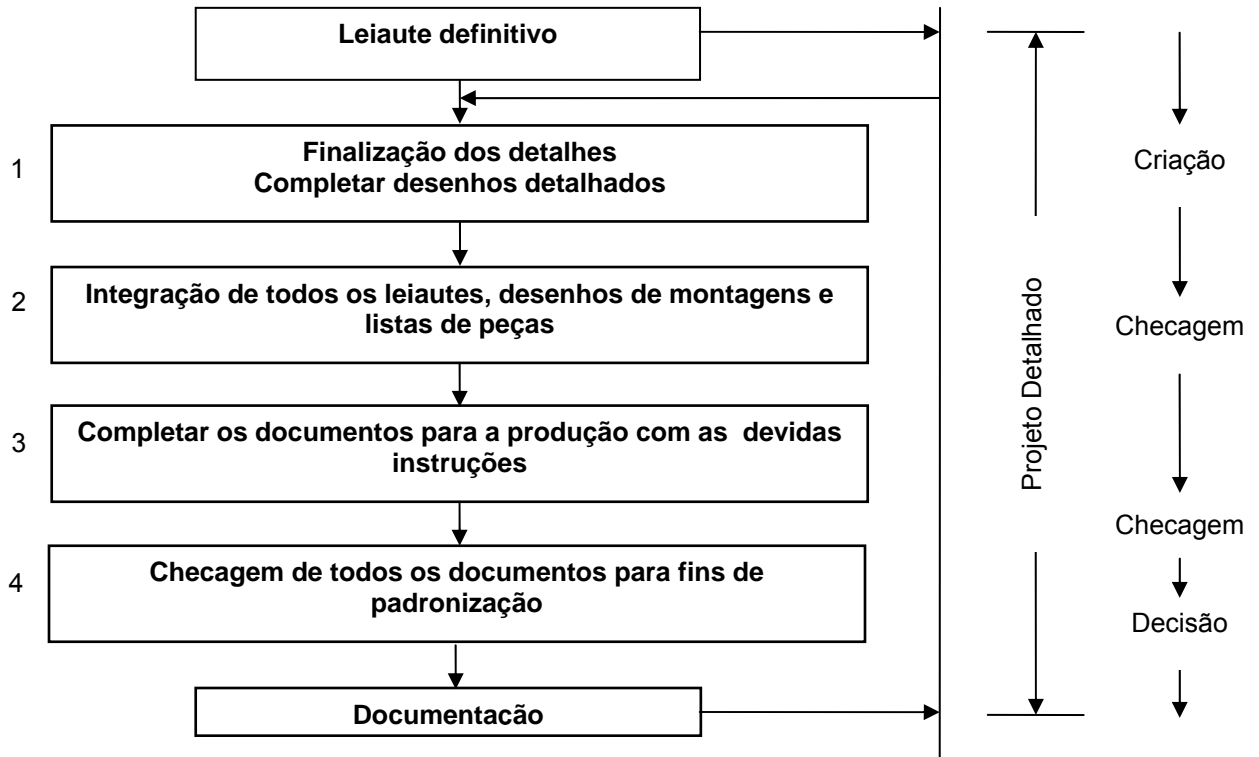 Leiaute definitivo
1
Finalização dos detalhes
Completar desenhos detalhados
2
Integração de todos os leiautes, desenhos de montagens e
listas de peças
3
Completar os documentos para a produção com as devidas
instruções
4
Checagem de todos os documentos para fins de
padronização
Documentacão
Projeto Detalhado
Criação
Checagem
Checagem
Decisão